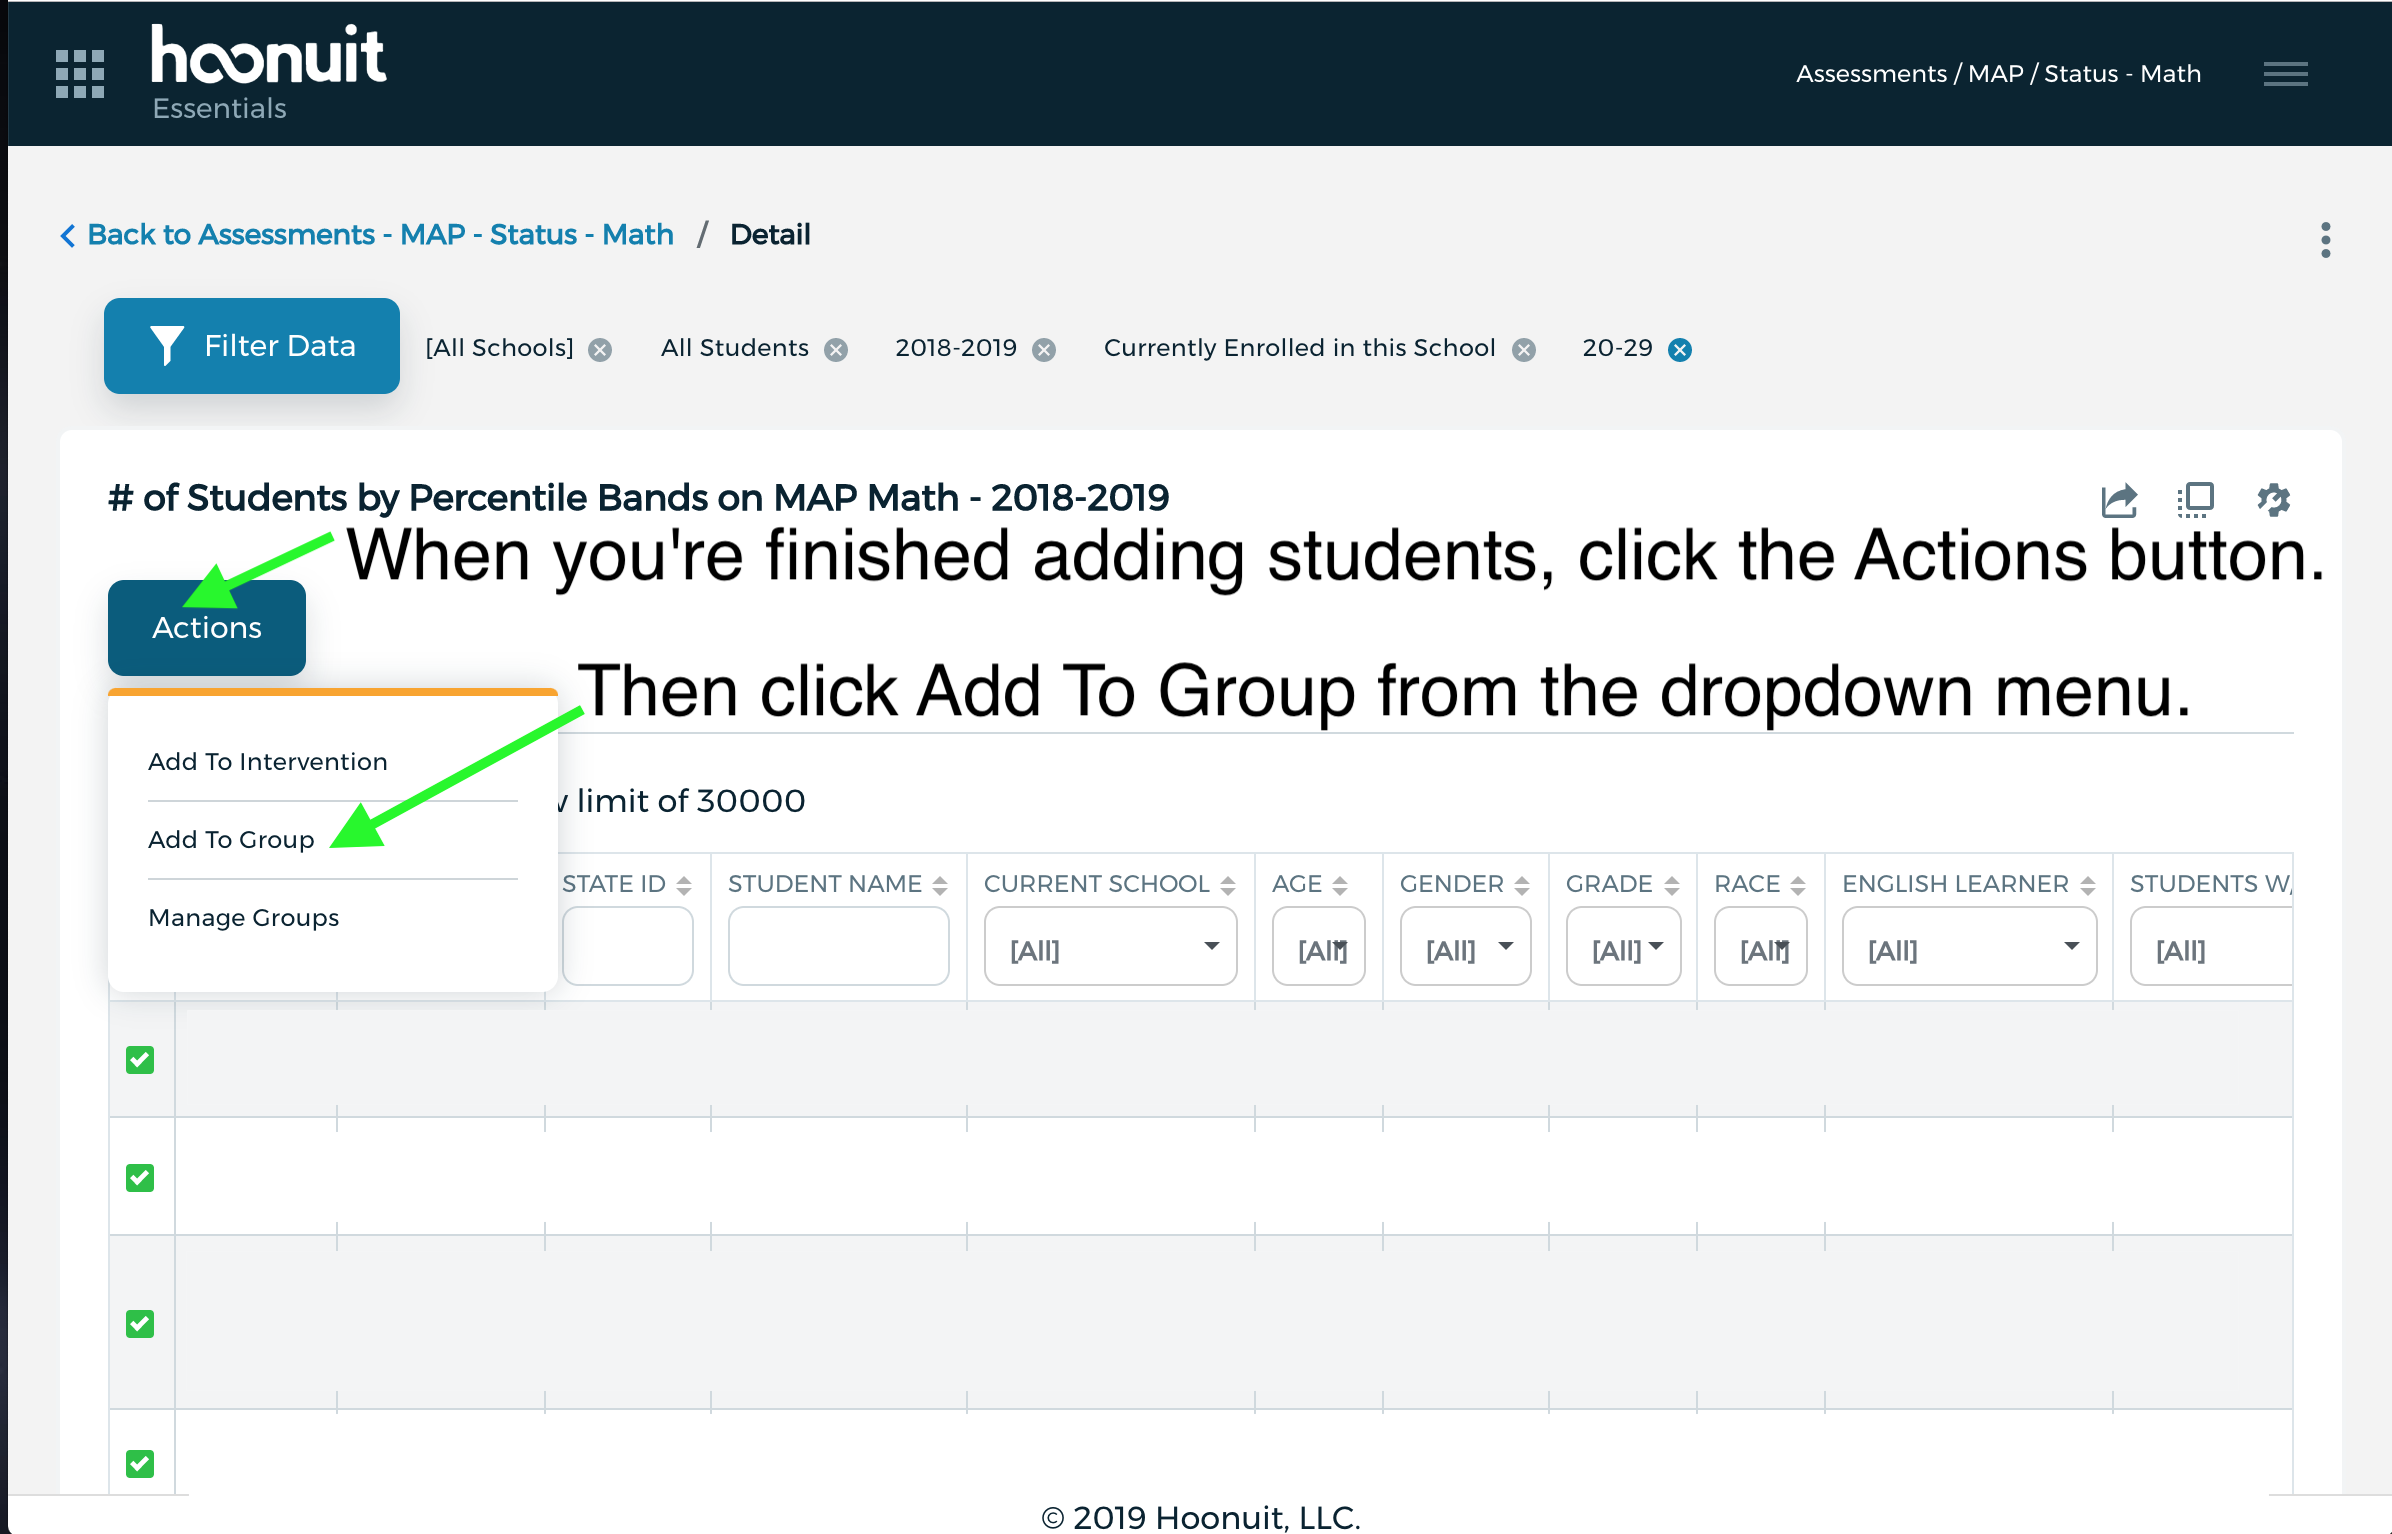 hoonuit
Essentials
Assessments / MAP / Status - Math
Back to Assessments - MAP - Status - Math / Detail
Filter Data
[All Schools]
All Students
2018-2019
Currently Enrolled in this School
20-29
# of Students by Percentile Bands on MAP Math - 2018-2019
When you're finished adding students, click the Actions button.
Actions
Then click Add To Group from the dropdown menu.
Add To Intervention
limit of 30000
Add To Group
Manage Groups
STATE ID STUDENT NAME CURRENT SCHOOL AGE GENDER GRADE RACE ENGLISH LEARNER STUDENTS W/
[All] [All] [All] [All] [All] [All] [All]
© 2019 Hoonuit, LLC.